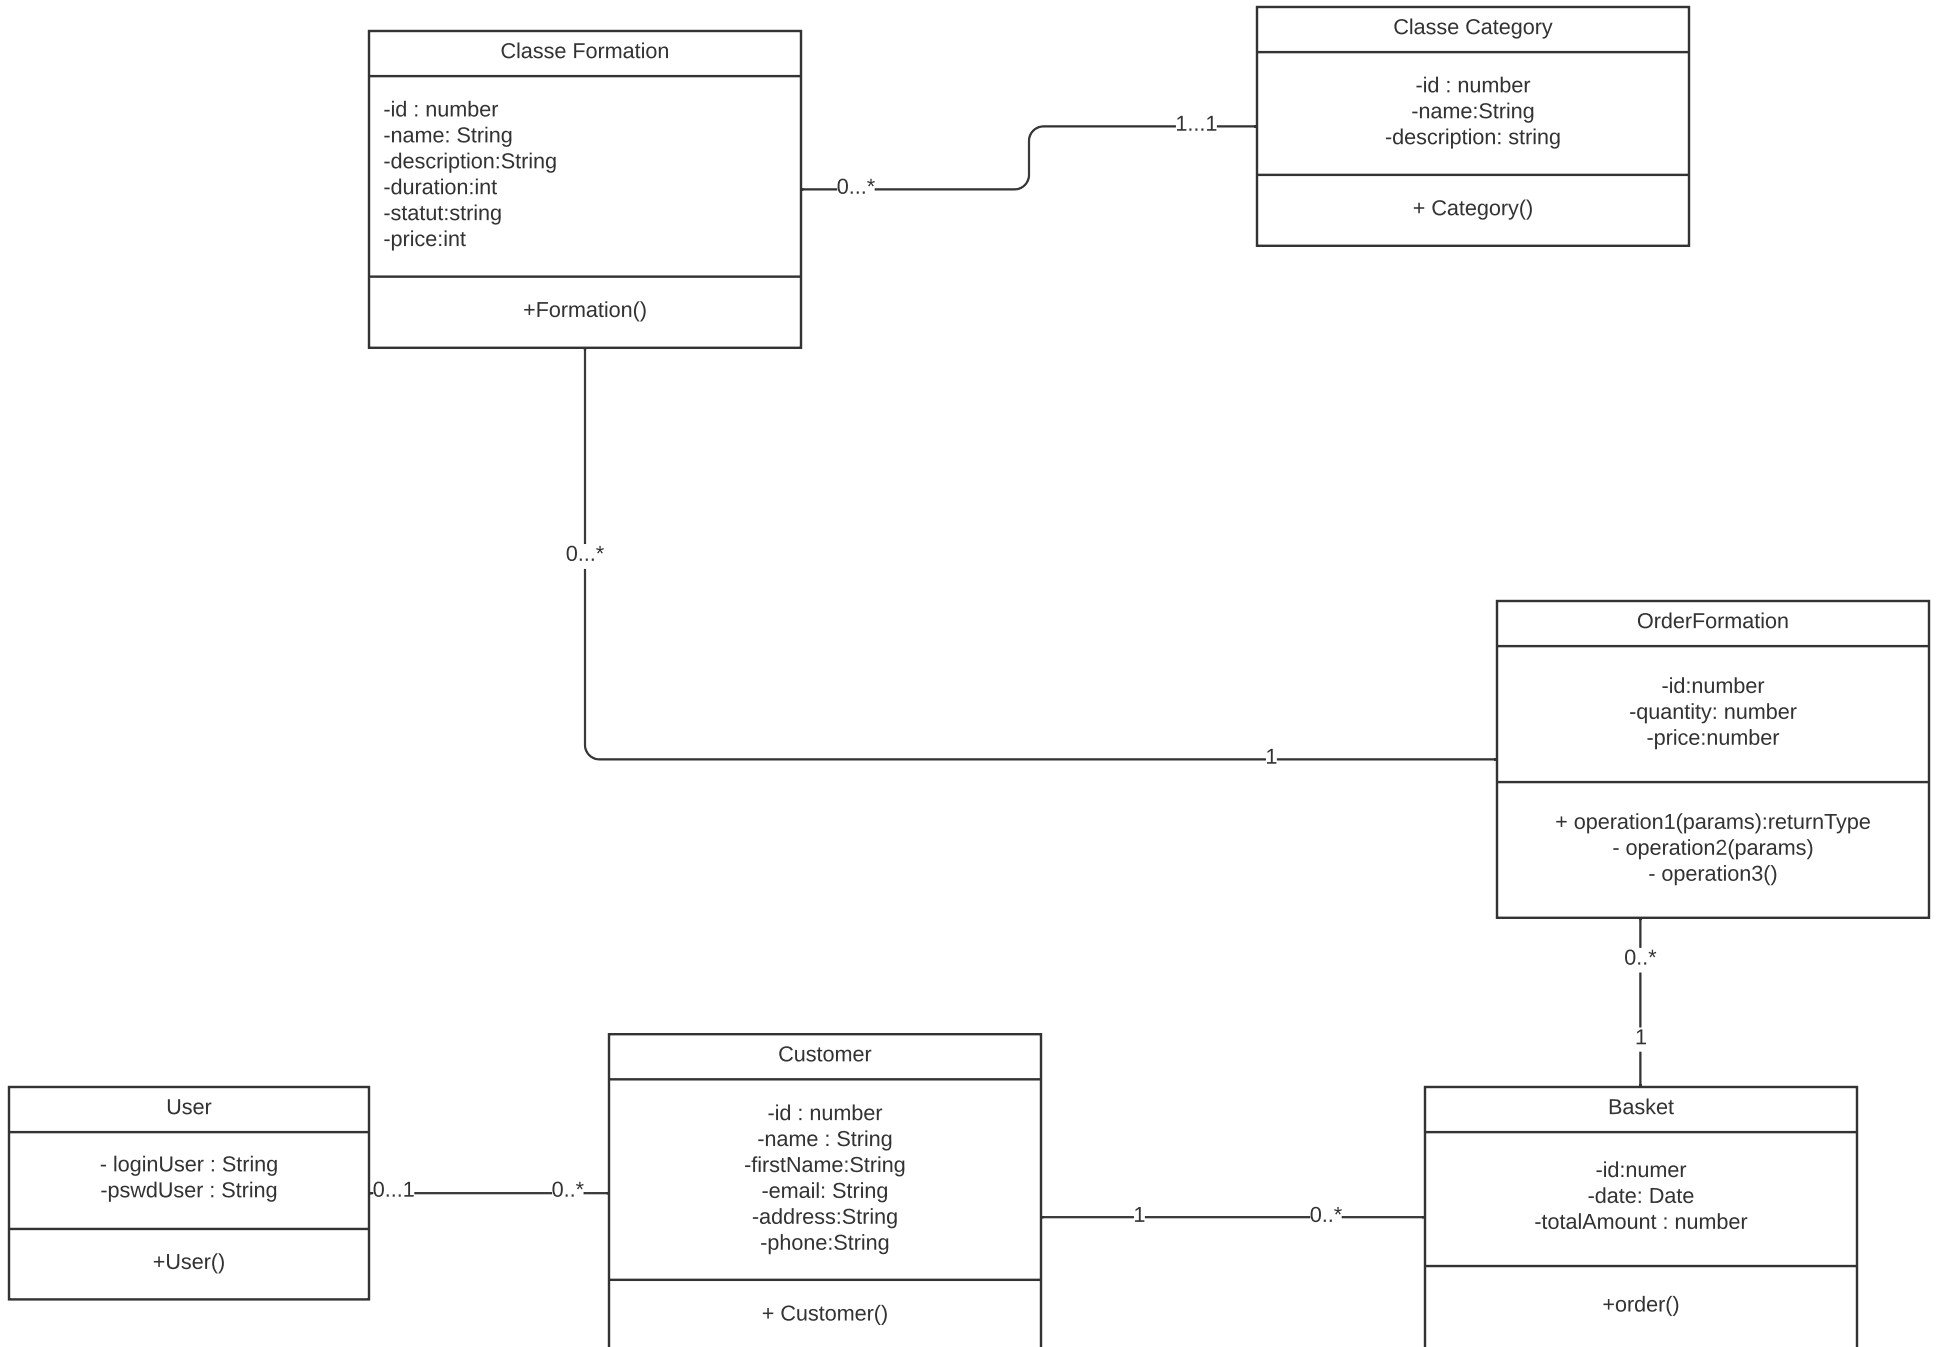 Classe Formation
-id : number
-name: String
-description:String
-duration:int
-statut:string
-price:int
+Formation()
Classe Category
-id : number
-name:String
-description: string
+ Category()
0...*
1...1
0...*
1
OrderFormation
-id:number
-quantity: number
-price:number
+ operation1(params):returnType
- operation2(params)
- operation3()
0..*
1
User
- loginUser : String
-pswdUser : String
+User()
0...1
0..*
Customer
-id : number
-name : String
-firstName:String
-email: String
-address:String
-phone:String
+ Customer()
1
0..*
Basket
-id:numer
-date: Date
-totalAmount : number
+order()